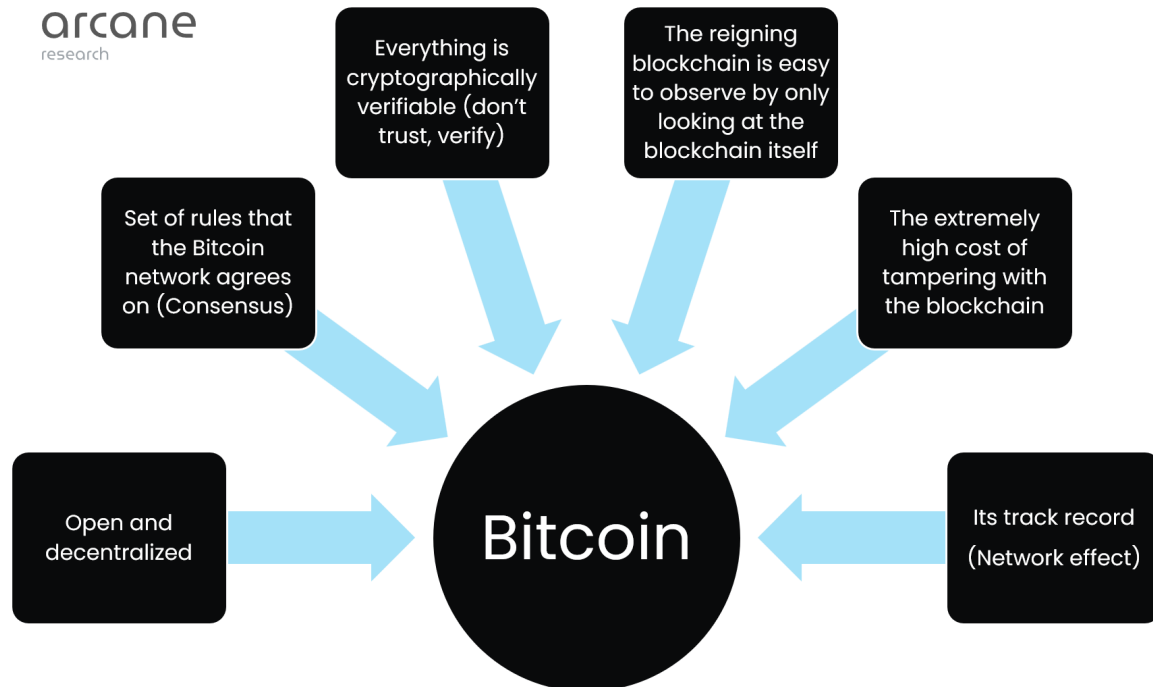 arcane
research
Everything is
cryptographically
verifiable (don't
trust, verify)
The reigning
blockchain is easy
to observe by only
looking at the
blockchain itself
Set of rules that
the Bitcoin
network agrees
on (Consensus)
The extremely
high cost of
tampering with
the blockchain
Open and
decentralized
Bitcoin
Its track record
(Network effect)